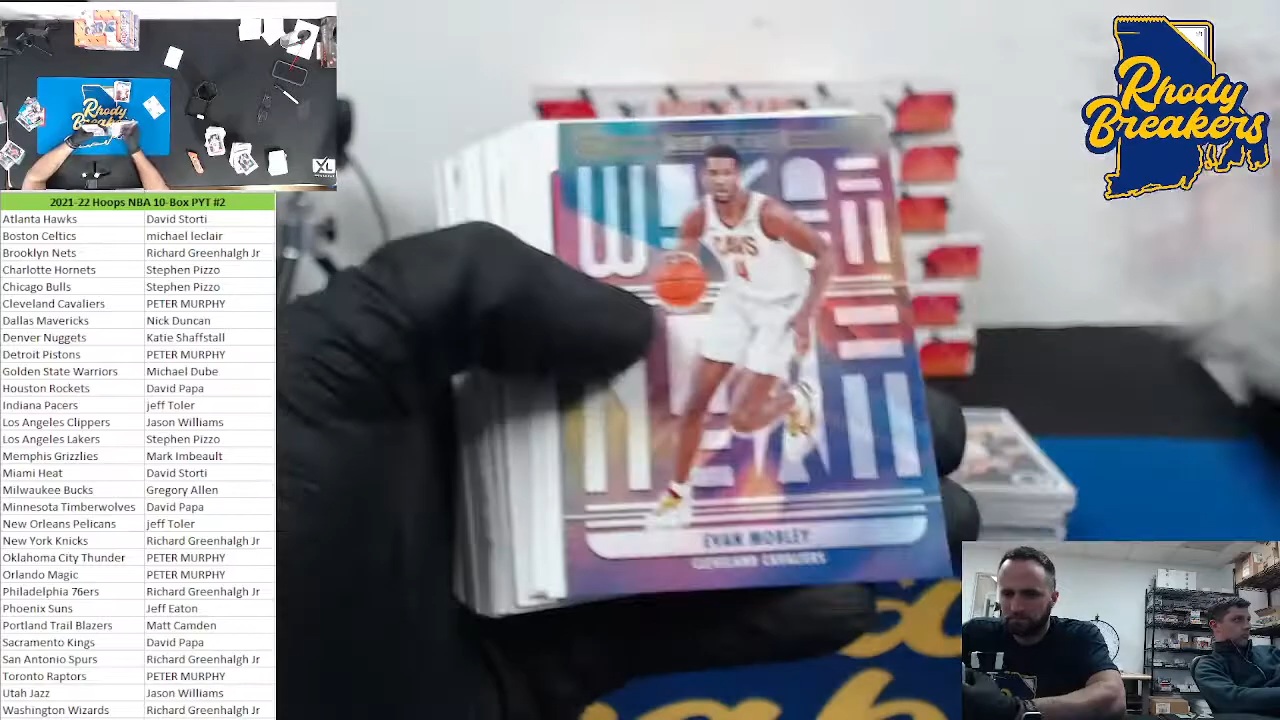 Rhody
Breakers
Rhody
Breakers
XL
2021-22 Hoops NBA 10-Box PYT #2
Atlanta Hawks David Storti
Boston Celtics michael leclair
Brooklyn Nets Richard Greenhalgh Jr
Charlotte Hornets Stephen Pizzo
Chicago Bulls Stephen Pizzo
Cleveland Cavaliers PETER MURPHY
Dallas Mavericks Nick Duncan
Denver Nuggets Katie Shaffstall
Detroit Pistons PETER MURPHY
Golden State Warriors Michael Dube
Houston Rockets David Papa
Indiana Pacers jeff Toler
Los Angeles Clippers Jason Williams
Los Angeles Lakers Stephen Pizzo
Memphis Grizzlies Mark Imbeault
Miami Heat David Storti
Milwaukee Bucks Gregory Allen
Minnesota Timberwolves David Papa
New Orleans Pelicans jeff Toler
New York Knicks Richard Greenhalgh Jr
Oklahoma City Thunder PETER MURPHY
Orlando Magic PETER MURPHY
Philadelphia 76ers Richard Greenhalgh Jr
Phoenix Suns Jeff Eaton
Portland Trail Blazers Matt Camden
Sacramento Kings David Papa
San Antonio Spurs Richard Greenhalgh Jr
Toronto Raptors PETER MURPHY
Utah Jazz Jason Williams
Washington Wizards Richard Greenhalgh Jr
CAVS
4
EVAN MOBLEY
CLEVELAND CAVALIERS